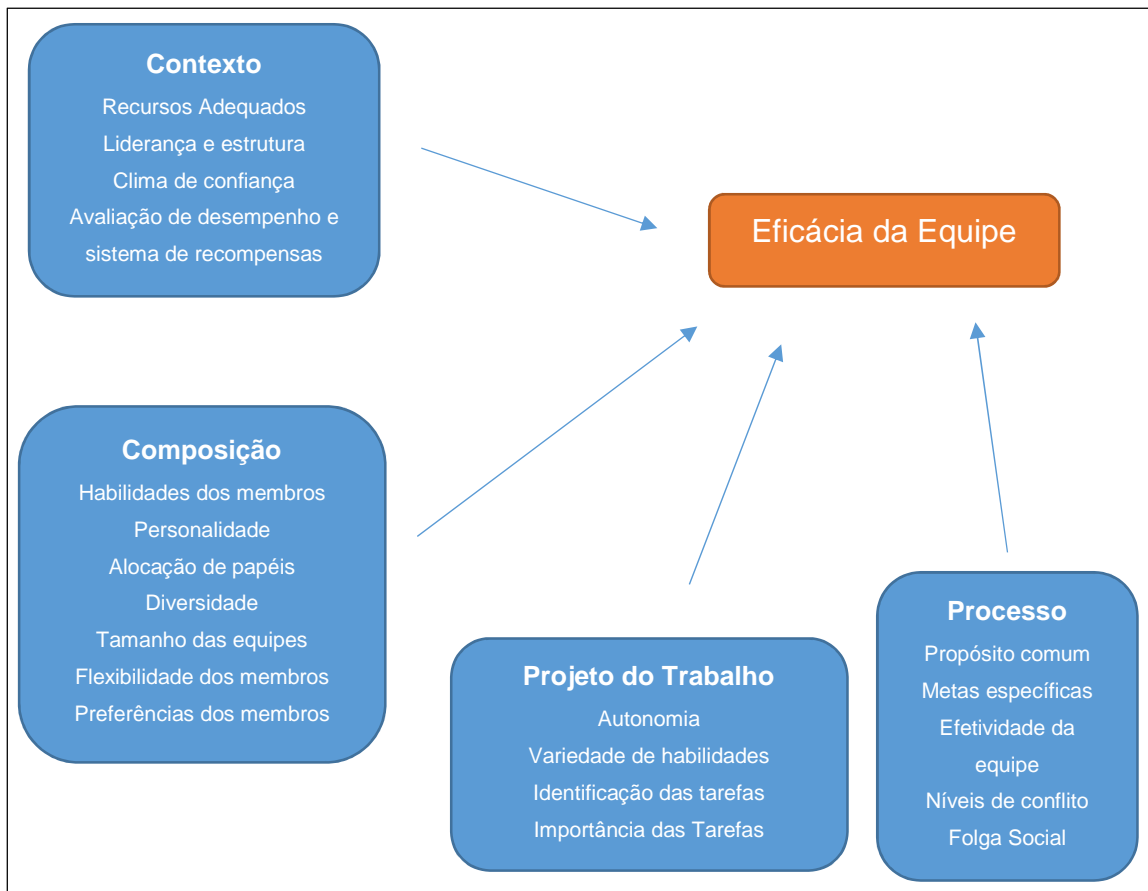 Contexto
Recursos Adequados
Liderança e estrutura
Clima de confiança
Avaliação de desempenho e
sistema de recompensas
Eficácia da Equipe
Composição
Habilidades dos membros
Personalidade
Alocação de papéis
Diversidade
Tamanho das equipes
Flexibilidade dos membros
Preferências dos membros
Projeto do Trabalho
Autonomia
Variedade de habilidades
Identificação das tarefas
Importância das Tarefas
Processo
Propósito comum
Metas específicas
Efetividade da
equipe
Níveis de conflito
Folga Social